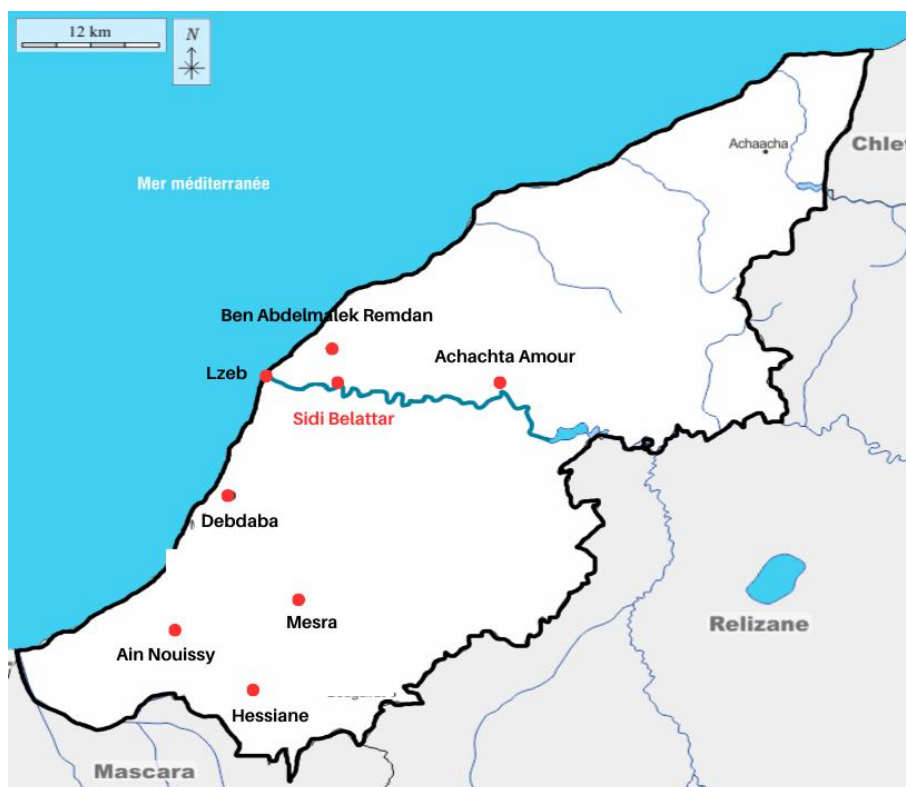 12 km
N
Achaacha
Chlef
Mer méditerranée
Ben Abdelmalek Remdan
Achachta Amour
Lzeb
Sidi Belattar
Debdaba
Mesra
Relizane
Ain Nouissy
Hessiane
Mascara